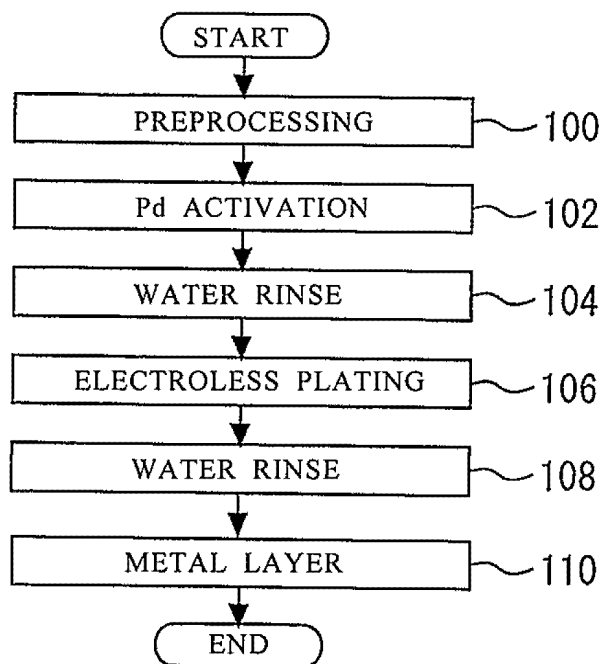 START
PREPROCESSING 100
Pd ACTIVATION 102
WATER RINSE 104
ELECTROLESS PLATING 106
WATER RINSE 108
METAL LAYER 110
END